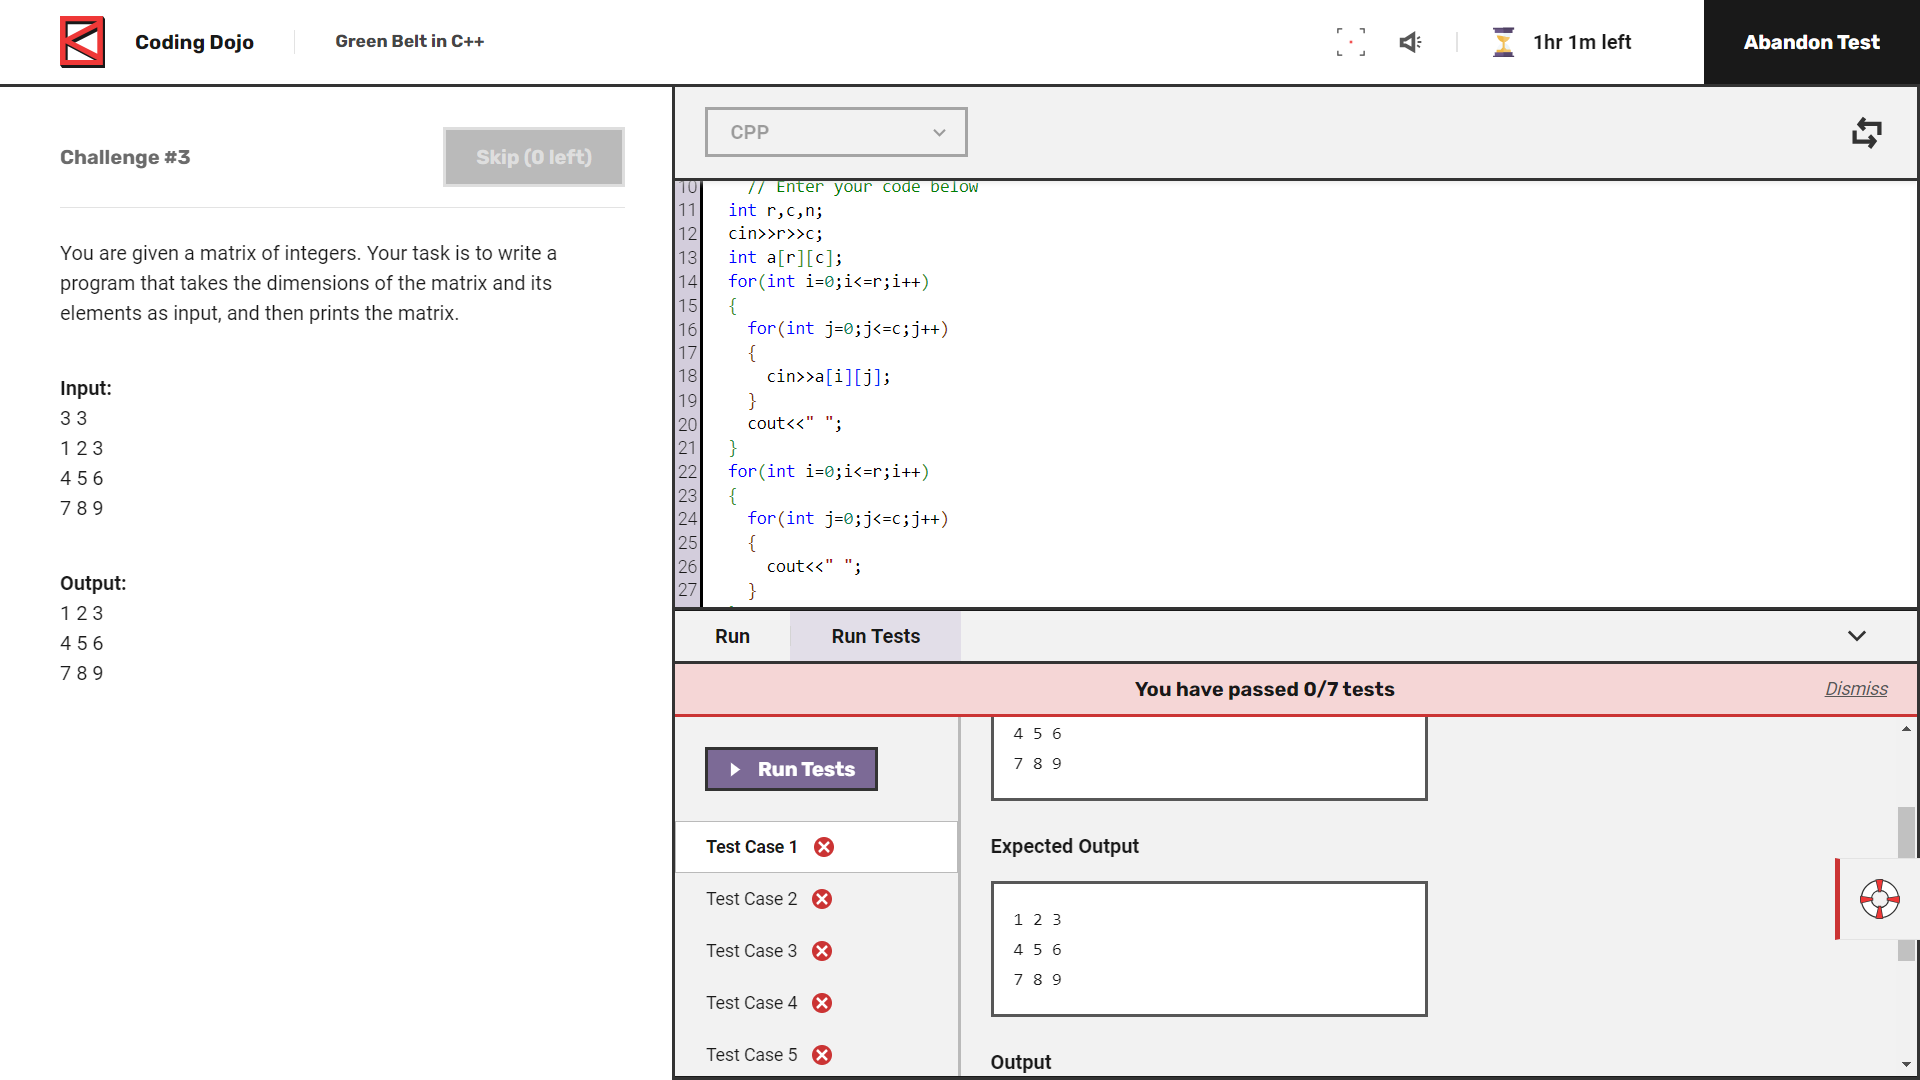 Coding Dojo
Green Belt in C++
1hr 1m left
Abandon Test
Challenge #3
Skip (0 left)
You are given a matrix of integers. Your task is to write a
program that takes the dimensions of the matrix and its
elements as input, and then prints the matrix.
Input:
3 3
1 2 3
4 5 6
7 8 9
Output:
1 2 3
4 5 6
7 8 9
CPP
10 // Enter your code below
11 int r,c,n;
12 cin>>r>>c;
13 int a[r][c];
14 for(int i=0;i<=r;i++)
15 {
16 for(int j=0;j<=c;j++)
17 {
18 cin>>a[i][j];
19 }
20 cout<<" ";
21 }
22 for(int i=0;i<=r;i++)
23 {
24 for(int j=0;j<=c;j++)
25 {
26 cout<<" ";
27 }
Run
Run Tests
You have passed 0/7 tests
Dismiss
Run Tests
Test Case 1
Test Case 2
Test Case 3
Test Case 4
Test Case 5
4 5 6
7 8 9
Expected Output
1 2 3
4 5 6
7 8 9
Output